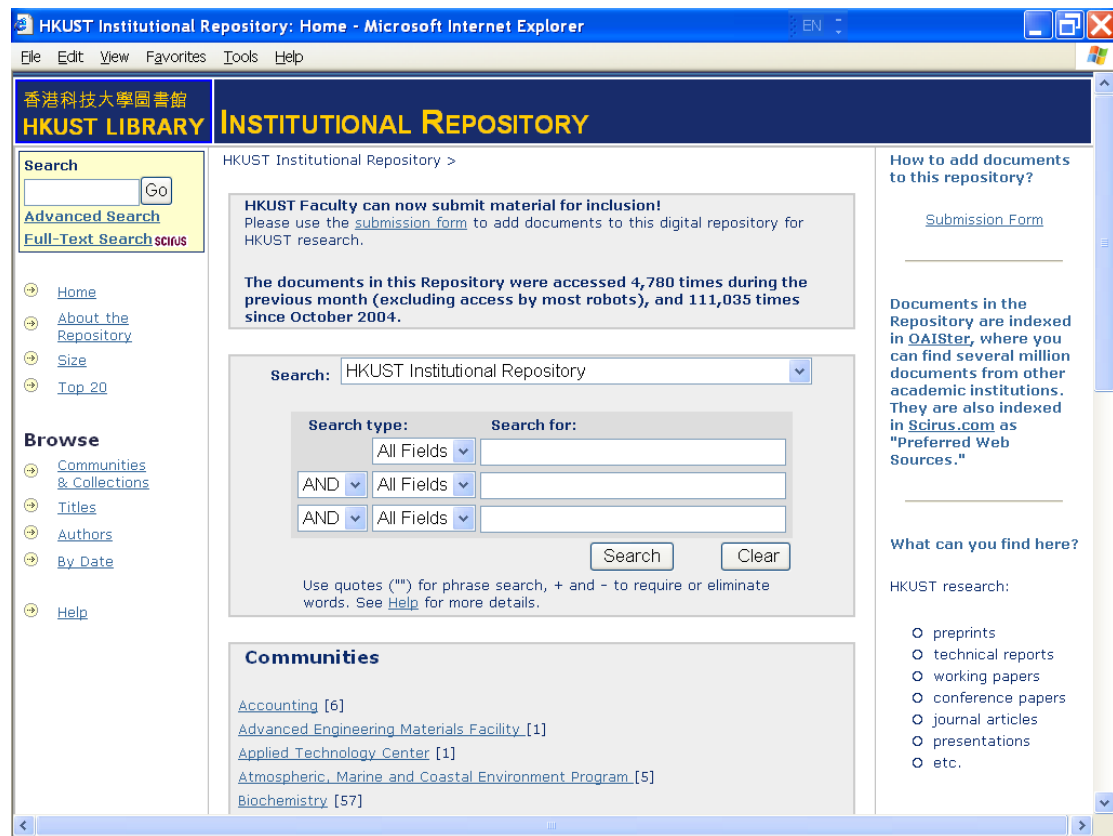 HKUST Institutional Repository: Home - Microsoft Internet Explorer
EN
File Edit View Favorites Tools Help
香港科技大學圖書館
HKUST LIBRARY
INSTITUTIONAL REPOSITORY
Search
Go
Advanced Search
Full-Text Search SCIRUS
Home
About the
Repository
Size
Top 20
Browse
Communities
& Collections
Titles
Authors
By Date
Help
HKUST Institutional Repository >
HKUST Faculty can now submit material for inclusion!
Please use the submission form to add documents to this digital repository for
HKUST research.
The documents in this Repository were accessed 4,780 times during the
previous month (excluding access by most robots), and 111,035 times
since October 2004.
Search: HKUST Institutional Repository
Search type: Search for:
All Fields
AND All Fields
AND All Fields
Search Clear
Use quotes ("") for phrase search, + and - to require or eliminate
words. See Help for more details.
Communities
Accounting [6]
Advanced Engineering Materials Facility [1]
Applied Technology Center [1]
Atmospheric, Marine and Coastal Environment Program [5]
Biochemistry [57]
How to add documents
to this repository?
Submission Form
Documents in the
Repository are indexed
in OAISter, where you
can find several million
documents from other
academic institutions.
They are also indexed
in Scirus.com as
"Preferred Web
Sources."
What can you find here?
HKUST research:
preprints
technical reports
working papers
conference papers
journal articles
presentations
etc.